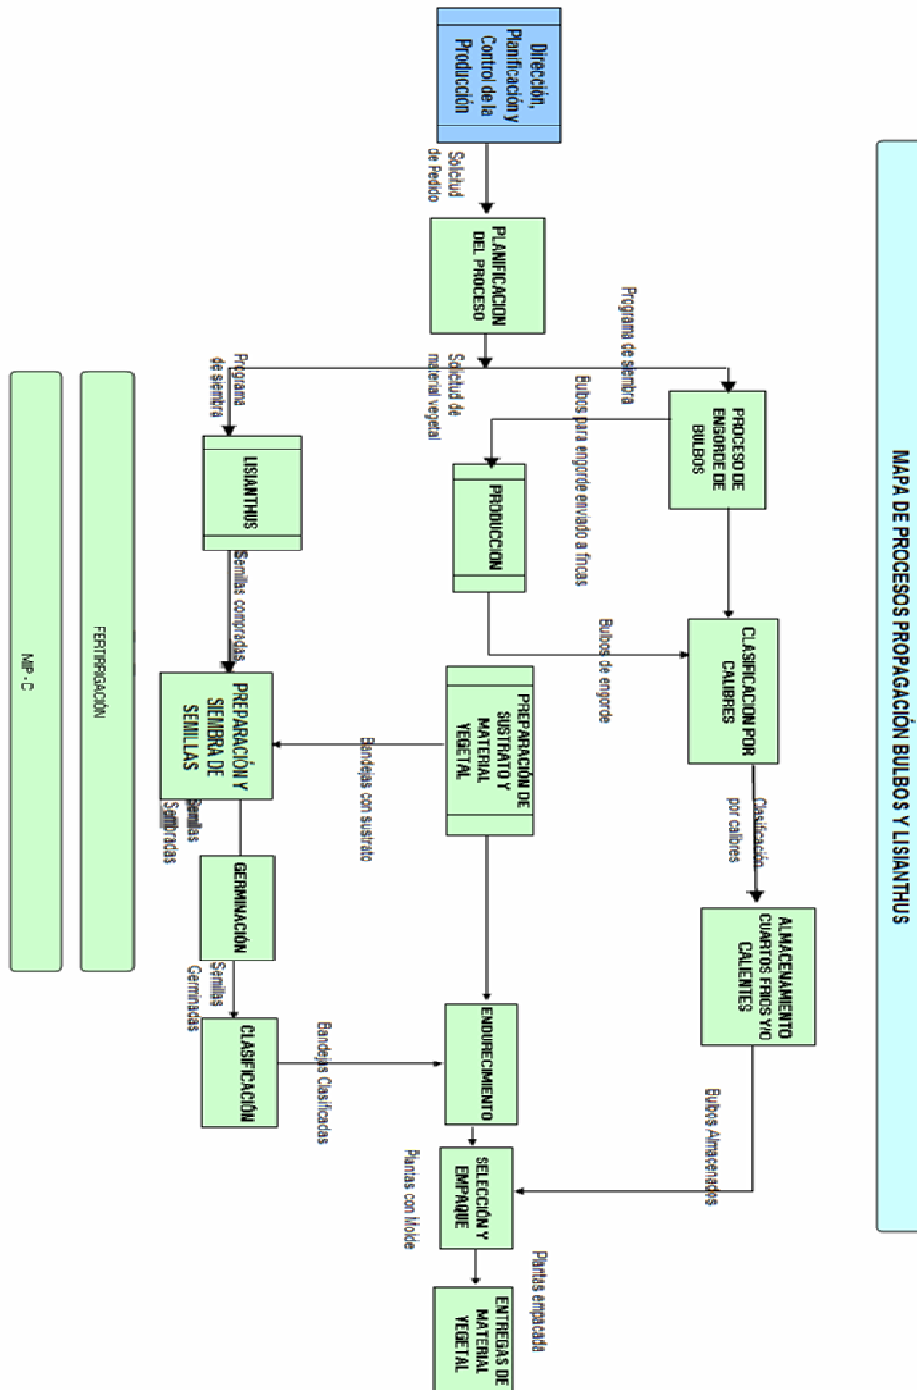 MAPA DE PROCESOS PROPAGACIÓN BULBOS Y LISIANTHUS
Dirección,
Planificación y
Control de la
Producción
Solicitud
de Pedido
PLANIFICACION
DEL PROCESO
Programa de siembra
Solicitud de
material vegetal
Programa
de siembra
PROCESO DE
ENGORDE DE
BULBOS
Bulbos para engorde enviado a fincas
PRODUCCIÓN
Bulbos de engorde
CLASIFICACION POR
CALIBRES
Clasificación
por calibres
ALMACENAMIENTO
CUARTOS FRIOS Y/O
CALIENTES
Bulbos Almacenados
LISIANTHUS
Semillas compradas
PREPARACIÓN DE
SUSTRATO Y
MATERIAL
VEGETAL
Bandejas con sustrato
PREPARACIÓN Y
SIEMBRA DE
SEMILLAS
Semillas
Sembradas
GERMINACIÓN
Semillas
Germinadas
CLASIFICACIÓN
Bandejas Clasificadas
ENDURECIMIENTO
Plantas con Molde
SELECCIÓN Y
EMPAQUE
Plantas empacada
ENTREGAS DE
MATERIAL
VEGETAL
FERTIRRIGACIÓN
MIP - C